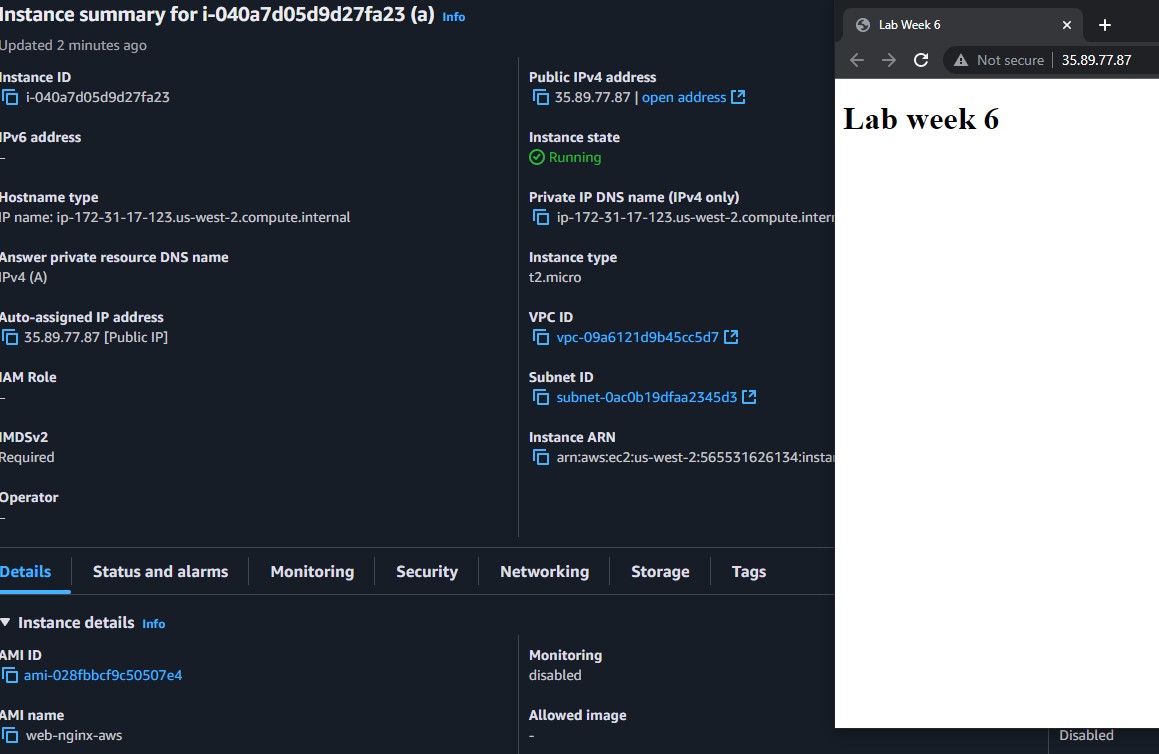 Instance summary for i-040a7d05d9d27fa23 (a) Info
Updated 2 minutes ago
Instance ID
i-040a7d05d9d27fa23
IPv6 address
–
Hostname type
IP name: ip-172-31-17-123.us-west-2.compute.internal
Answer private resource DNS name
IPv4 (A)
Auto-assigned IP address
35.89.77.87 [Public IP]
IAM Role
–
IMDSv2
Required
Operator
–
Public IPv4 address
35.89.77.87 | open address
Instance state
Running
Private IP DNS name (IPv4 only)
ip-172-31-17-123.us-west-2.compute.interr
Instance type
t2.micro
VPC ID
vpc-09a6121d9b45cc5d7
Subnet ID
subnet-0ac0b19dfaa2345d3
Instance ARN
arn:aws:ec2:us-west-2:565531626134:instar
Details Status and alarms Monitoring Security Networking Storage Tags
Instance details Info
AMI ID
ami-028fbbcf9c50507e4
AMI name
web-nginx-aws
Monitoring
disabled
Allowed image
-
Disabled
Lab Week 6
Not secure 35.89.77.87
Lab week 6